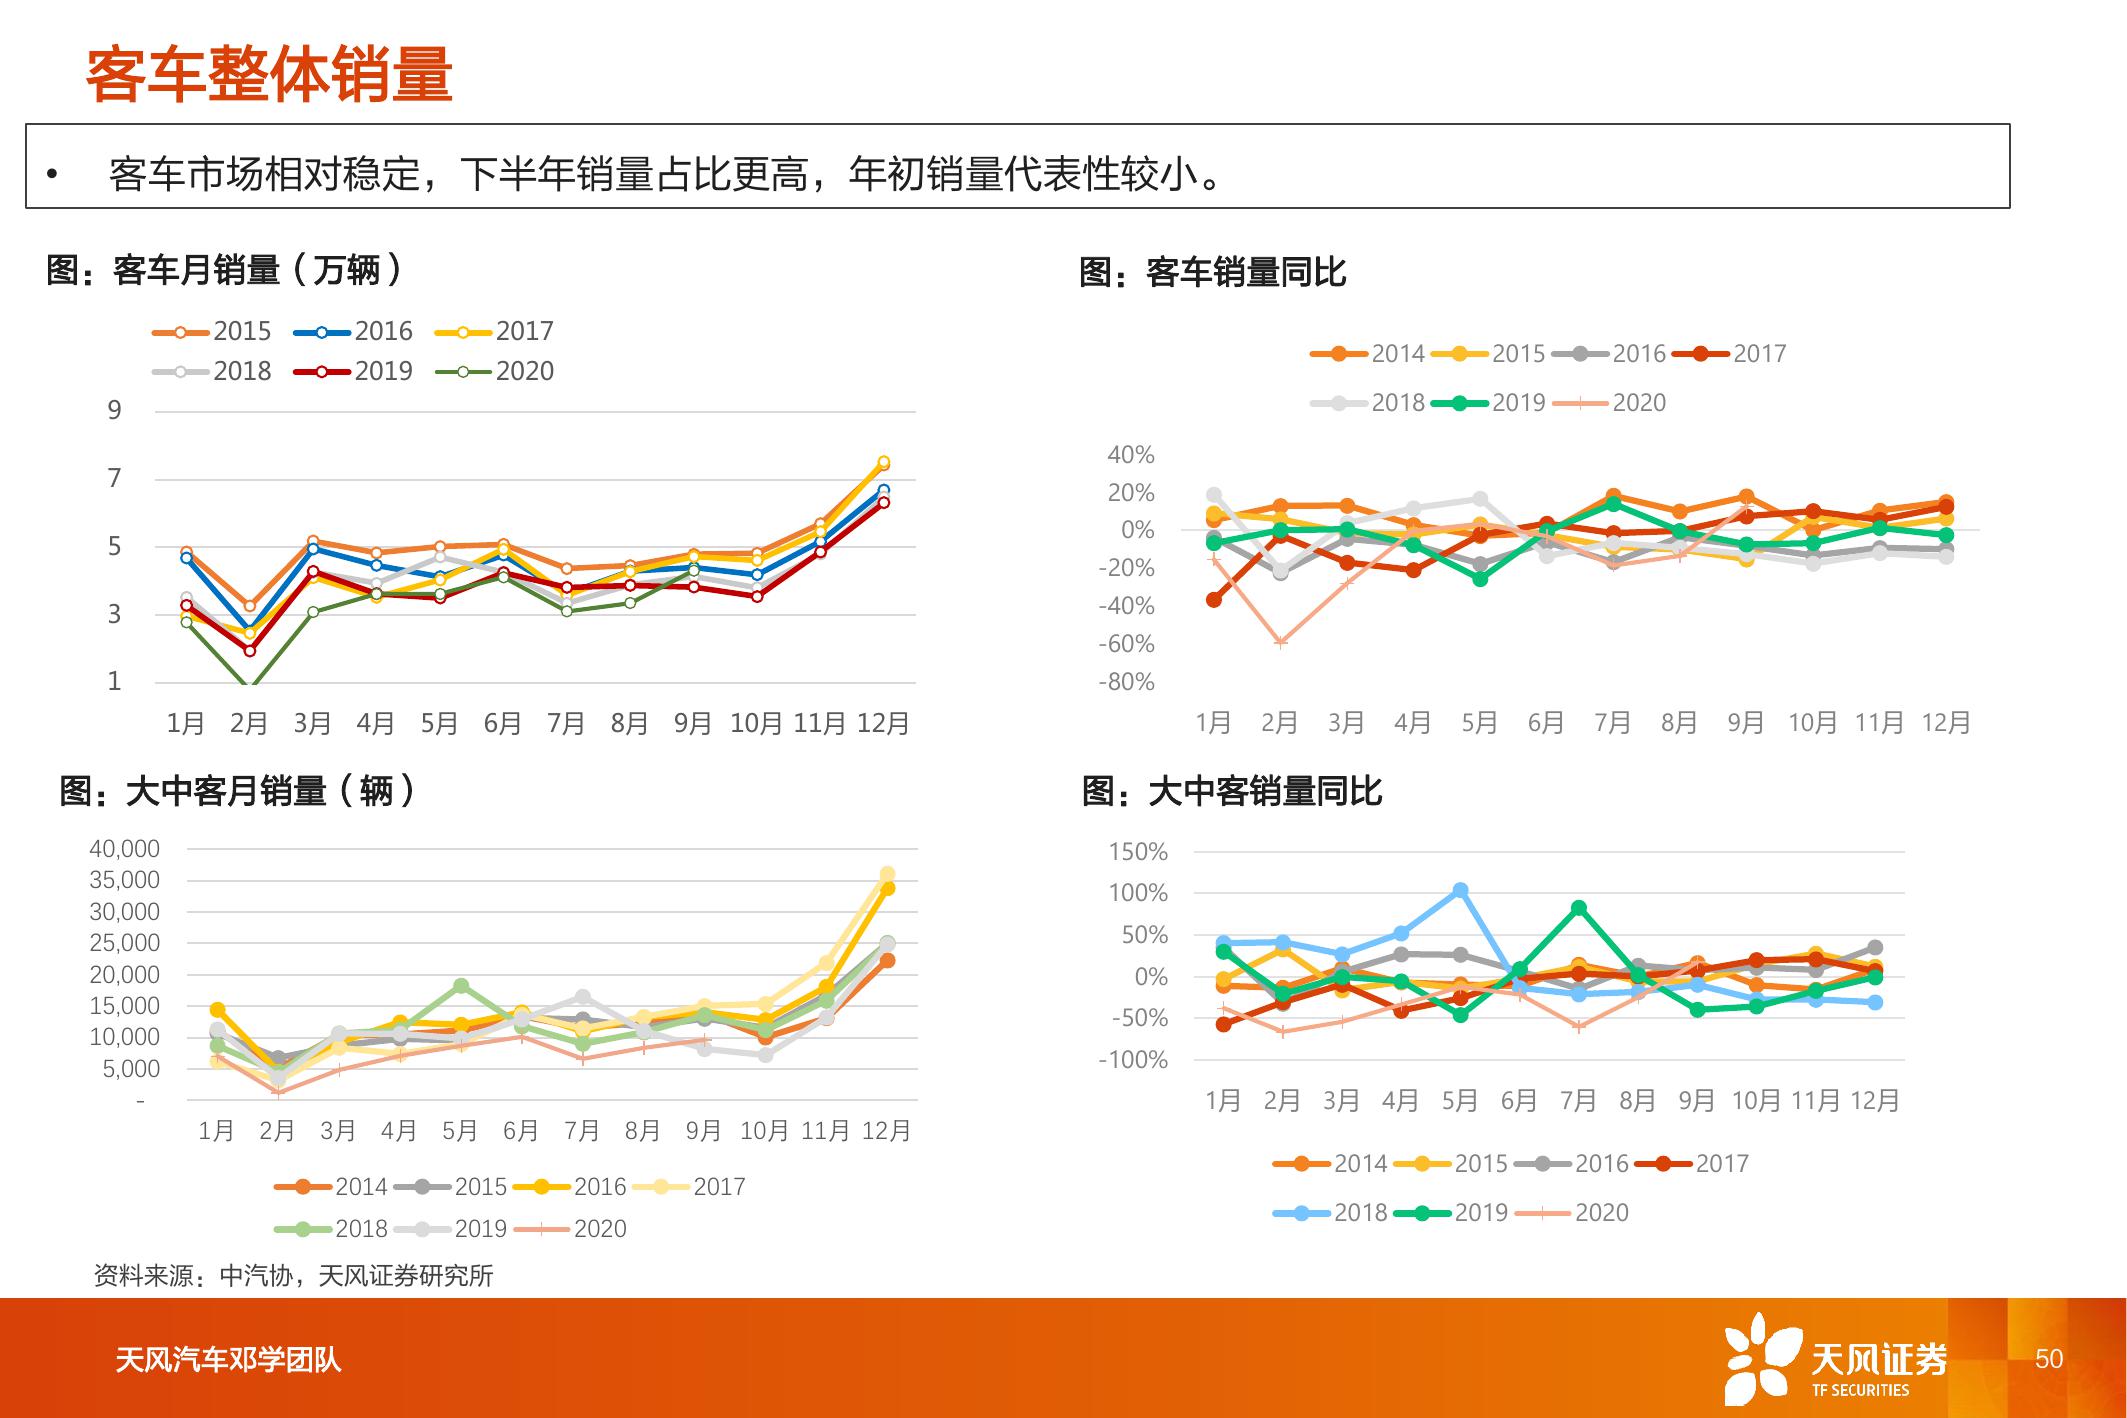 客车整体销量
• 客车市场相对稳定，下半年销量占比更高，年初销量代表性较小。
图：客车月销量（万辆）
2015 2016 2017
2018 2019 2020
9
7
5
3
1
1月 2月 3月 4月 5月 6月 7月 8月 9月 10月 11月 12月
图：客车销量同比
2014 2015 2016 2017
2018 2019 2020
40%
20%
0%
-20%
-40%
-60%
-80%
1月 2月 3月 4月 5月 6月 7月 8月 9月 10月 11月 12月
图：大中客月销量（辆）
40,000
35,000
30,000
25,000
20,000
15,000
10,000
5,000
-
1月 2月 3月 4月 5月 6月 7月 8月 9月 10月 11月 12月
2014 2015 2016 2017
2018 2019 2020
图：大中客销量同比
150%
100%
50%
0%
-50%
-100%
1月 2月 3月 4月 5月 6月 7月 8月 9月 10月 11月 12月
2014 2015 2016 2017
2018 2019 2020
资料来源：中汽协，天风证券研究所
天风汽车邓学团队
天风证券
TF SECURITIES
50